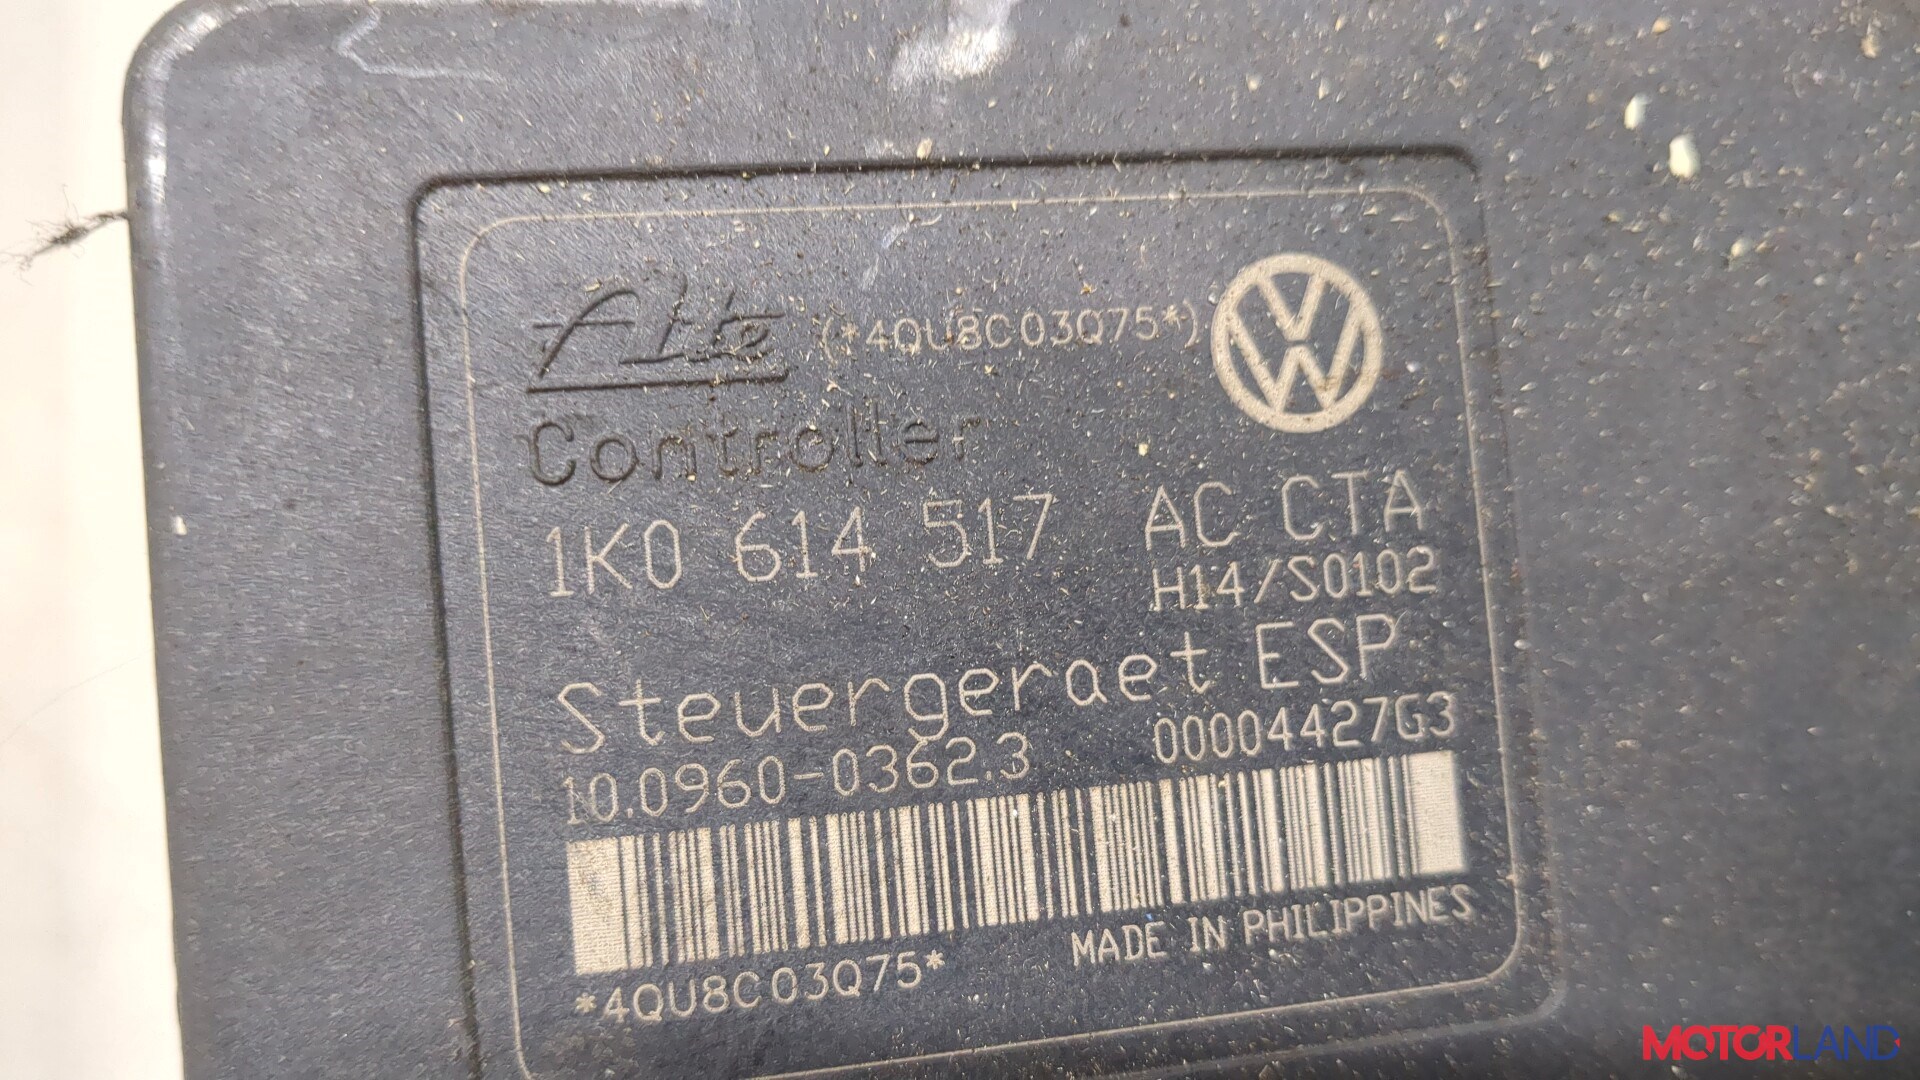 Ate (*4QU8C03Q75*)
Controller
1K0 614 517 AC CTA
H14/S0102
Steuergeraet ESP
10.0960-0362.3 00004427G3
MADE IN PHILIPPINES
*4QU8C03Q75*
MOTORLAND